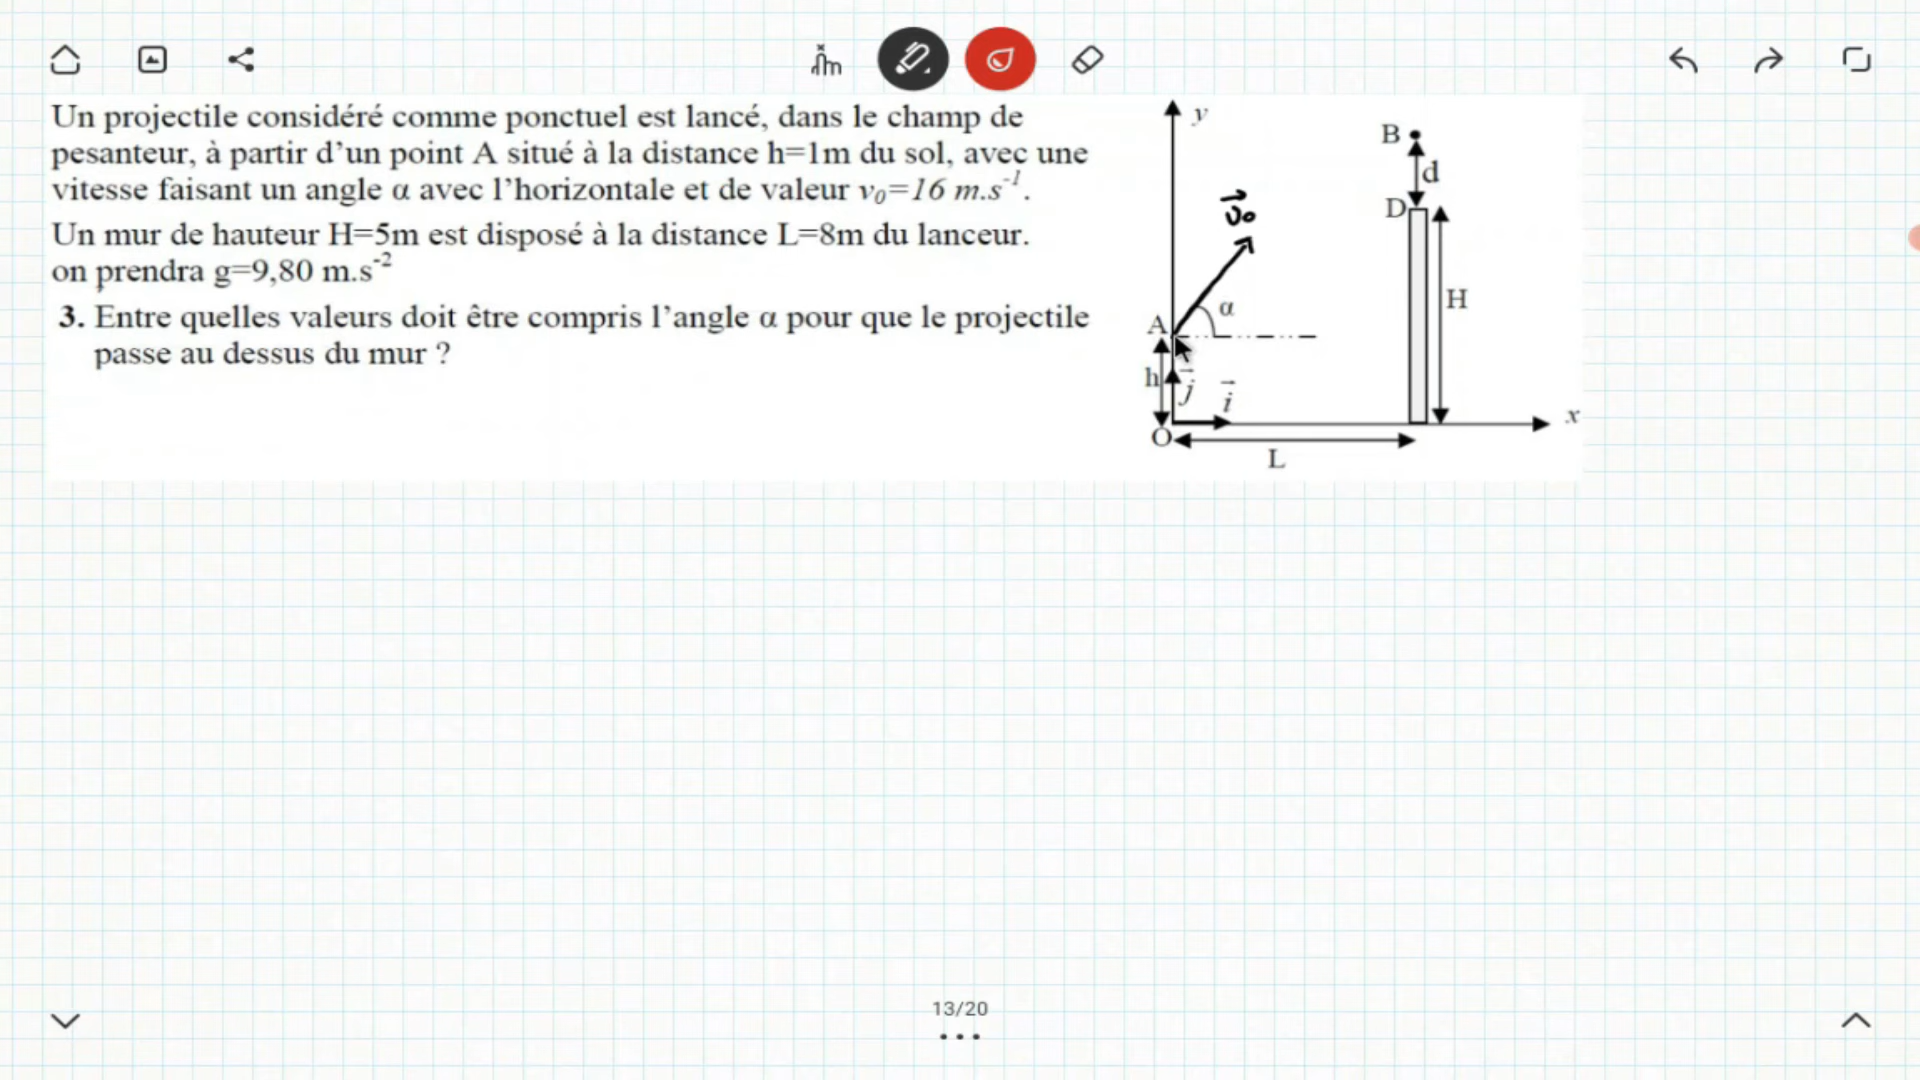 Un projectile considéré comme ponctuel est lancé, dans le champ de
pesanteur, à partir d'un point A situé à la distance h=1m du sol, avec une
vitesse faisant un angle α avec l'horizontale et de valeur v₀=16 m.s⁻¹.
Un mur de hauteur H=5m est disposé à la distance L=8m du lanceur.
on prendra g=9,80 m.s⁻²
3. Entre quelles valeurs doit être compris l'angle α pour que le projectile
passe au dessus du mur ?
y
B
d
v₀
D
H
α
A
h
j
i
x
O
L
13/20